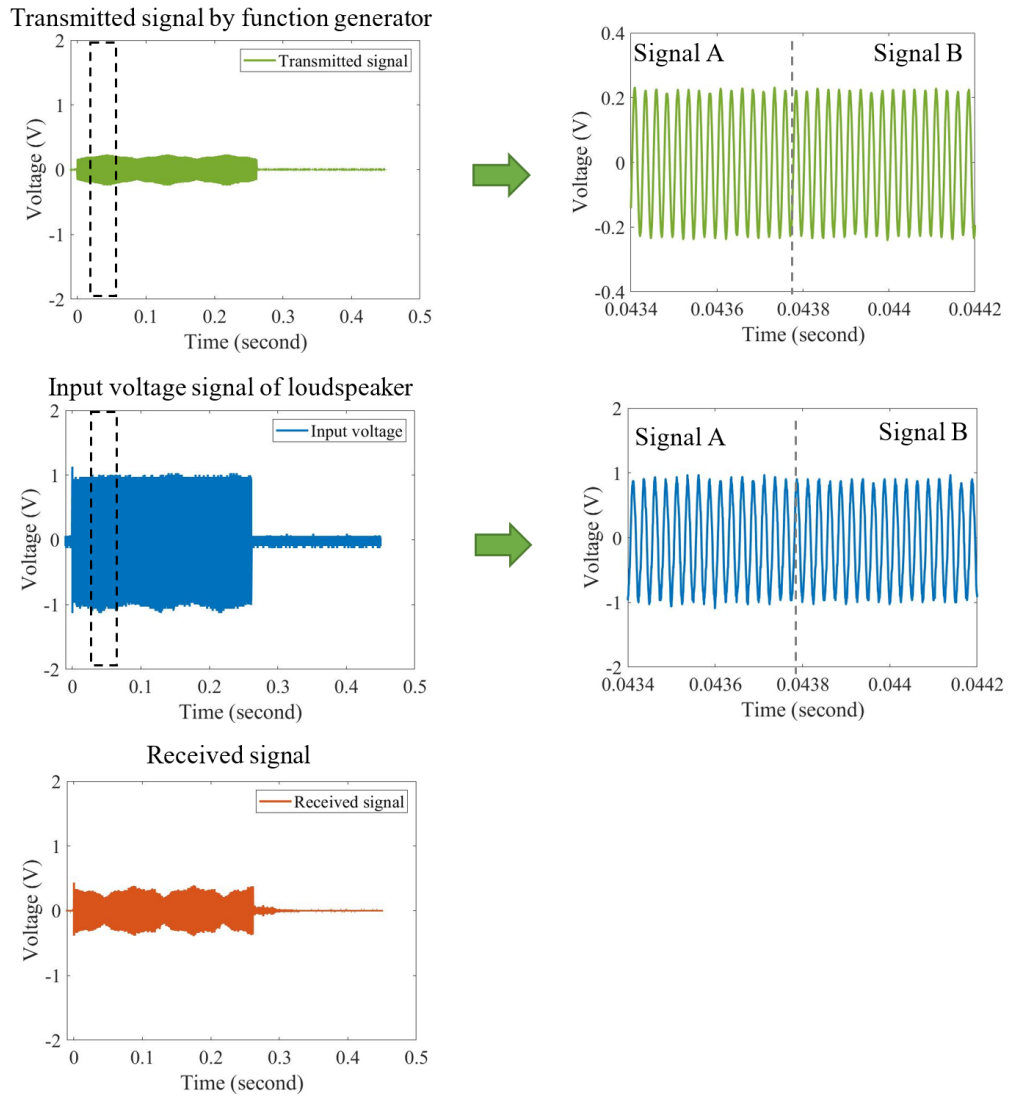 Transmitted signal by function generator
2
1
0
-1
-2
Voltage (V)
Transmitted signal
0
0.1
0.2
0.3
0.4
0.5
Time (second)
0.4
0.2
0
-0.2
-0.4
Voltage (V)
Signal A
Signal B
0.0434
0.0436
0.0438
0.044
0.0442
Time (second)
Input voltage signal of loudspeaker
2
1
0
-1
-2
Voltage (V)
Input voltage
0
0.1
0.2
0.3
0.4
0.5
Time (second)
2
1
0
-1
-2
Voltage (V)
Signal A
Signal B
0.0434
0.0436
0.0438
0.044
0.0442
Time (second)
Received signal
2
1
0
-1
-2
Voltage (V)
Received signal
0
0.1
0.2
0.3
0.4
0.5
Time (second)